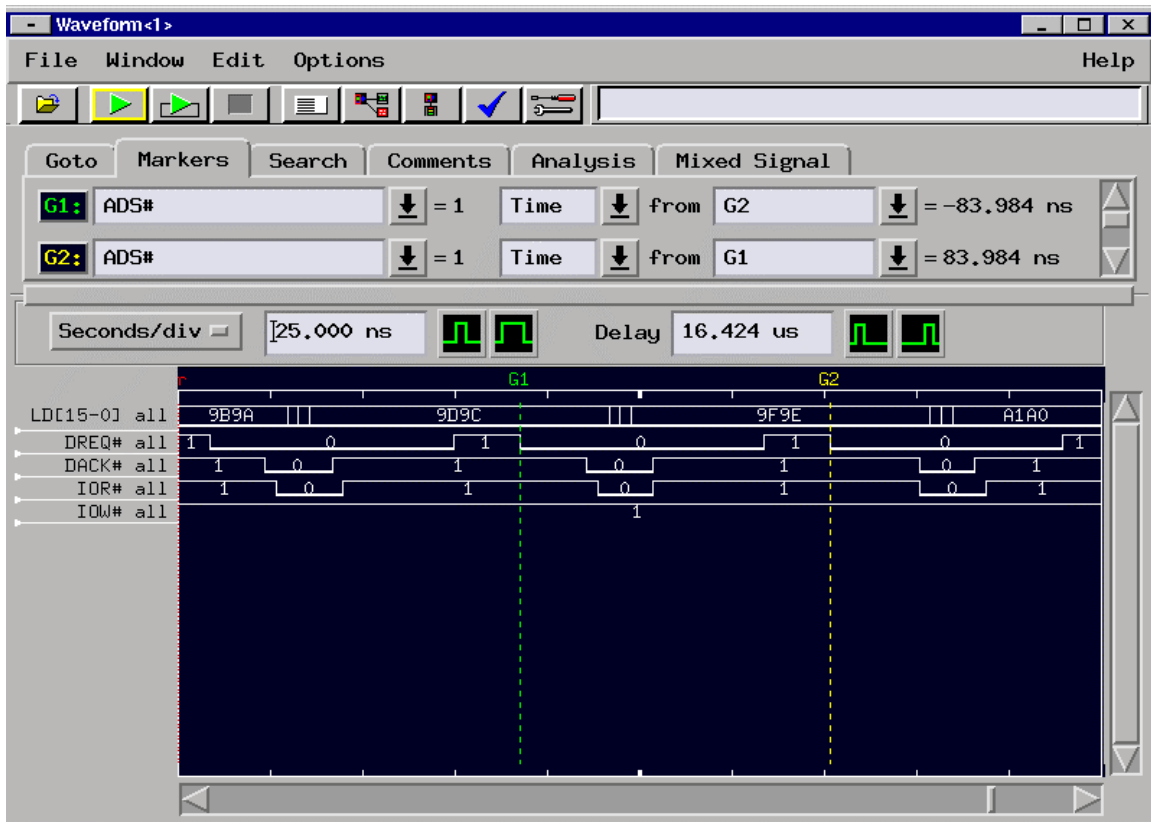 Waveform<1>
File Window Edit Options Help
Goto Markers Search Comments Analysis Mixed Signal
G1: ADS# = 1 Time from G2 = -83.984 ns
G2: ADS# = 1 Time from G1 = 83.984 ns
Seconds/div 25.000 ns Delay 16.424 us
r G1 G2
LD[15-0] all 9B9A 9D9C 9F9E A1A0
DREQ# all 1 0 1 0 1 0 1
DACK# all 1 0 1 0 1 0 1
IOR# all 1 0 1 0 1 0 1
IOW# all 1